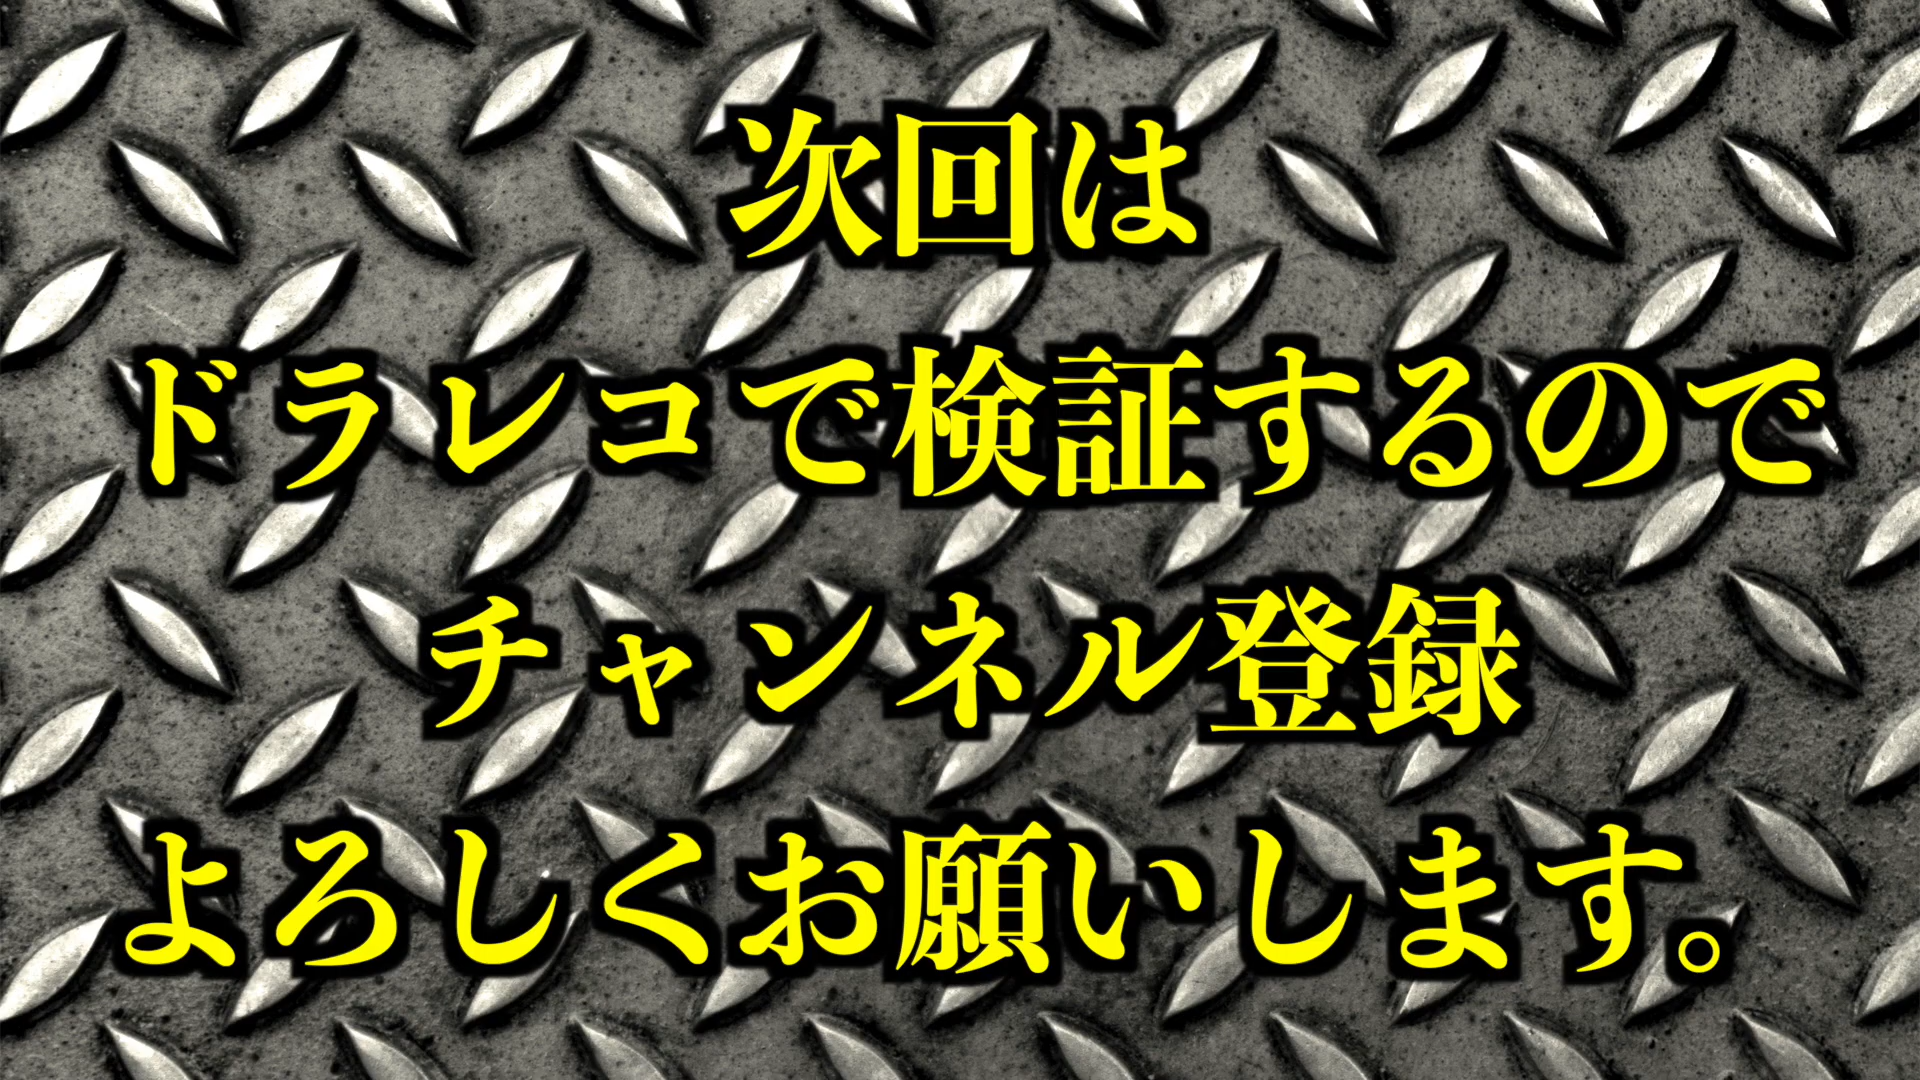 次回は
ドラレコで検証するので
チャンネル登録
よろしくお願いします。